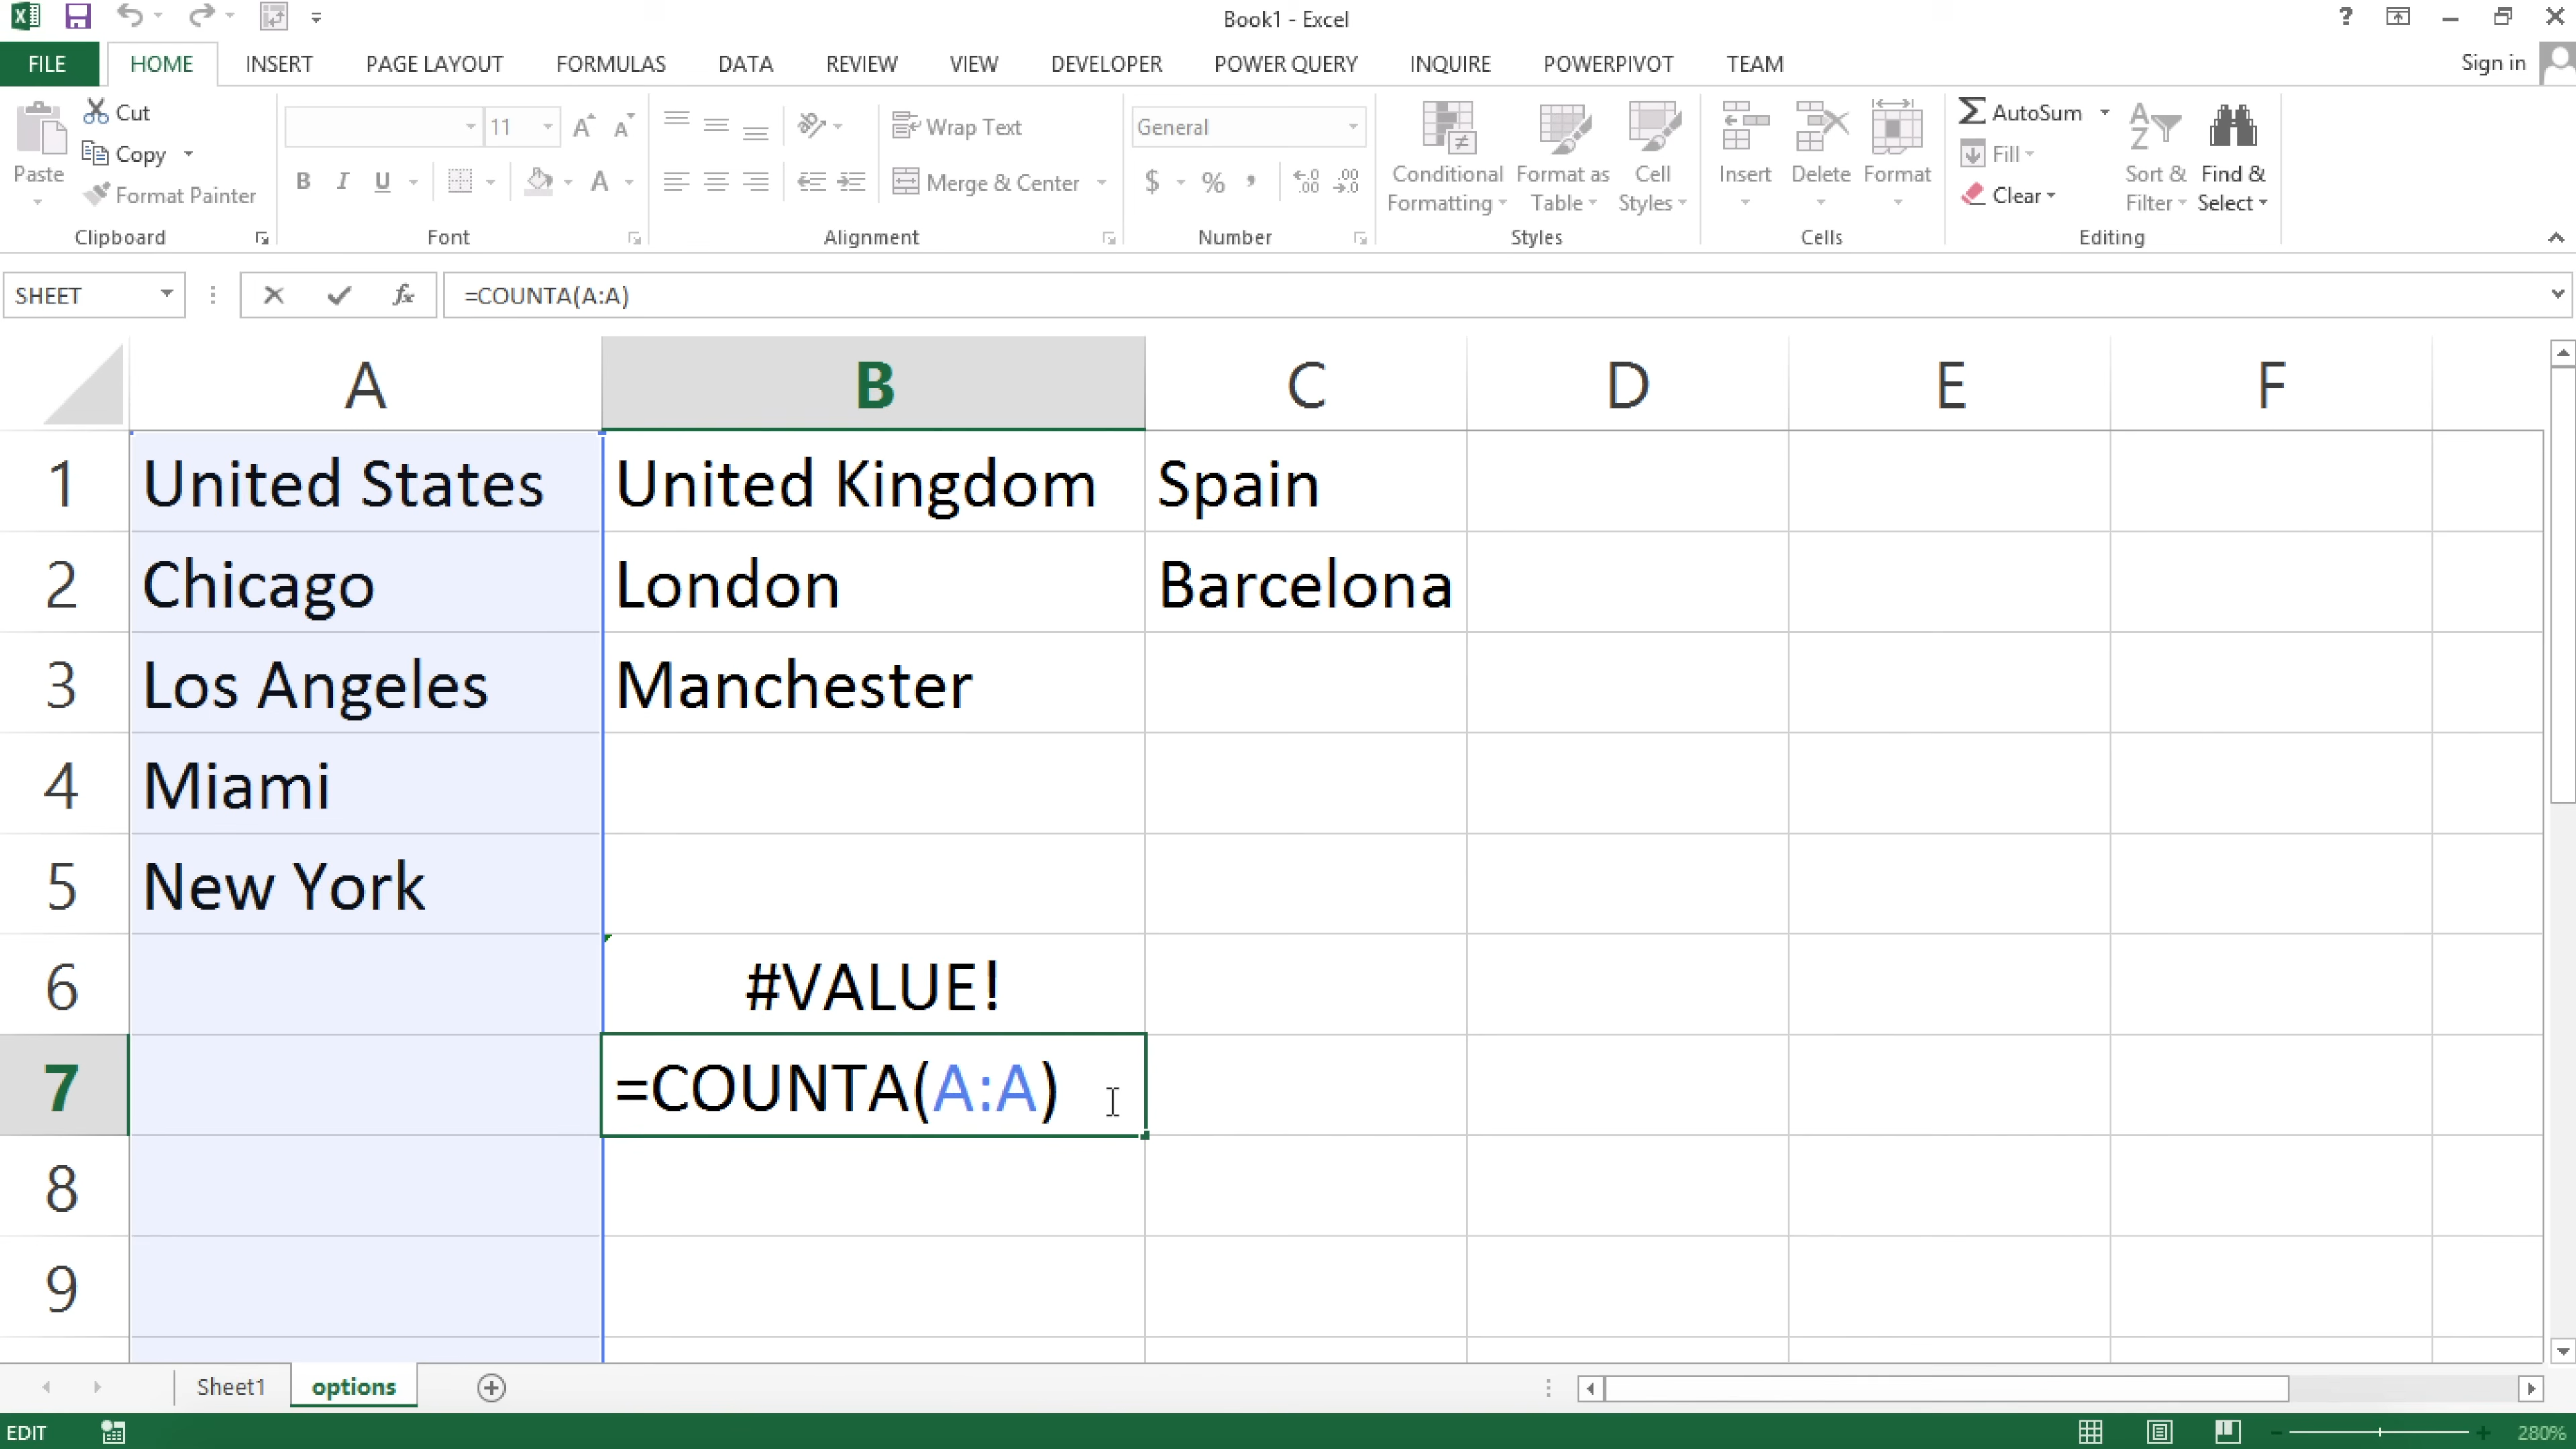 Book1 - Excel
?
FILE HOME INSERT PAGE LAYOUT FORMULAS DATA REVIEW VIEW DEVELOPER POWER QUERY INQUIRE POWERPIVOT TEAM Sign in
Paste
Cut
Copy
Format Painter
Clipboard
11
B I U
Font
Wrap Text
Merge & Center
Alignment
General
$ % ,
Number
Conditional Formatting
Format as Table
Cell Styles
Styles
Insert
Delete
Format
Cells
AutoSum
Fill
Clear
Sort & Filter
Find & Select
Editing
SHEET
fx
=COUNTA(A:A)
A B C D E F
1 United States United Kingdom Spain
2 Chicago London Barcelona
3 Los Angeles Manchester
4 Miami
5 New York
6 #VALUE!
7 =COUNTA(A:A)
8
9
Sheet1 options
EDIT 280%